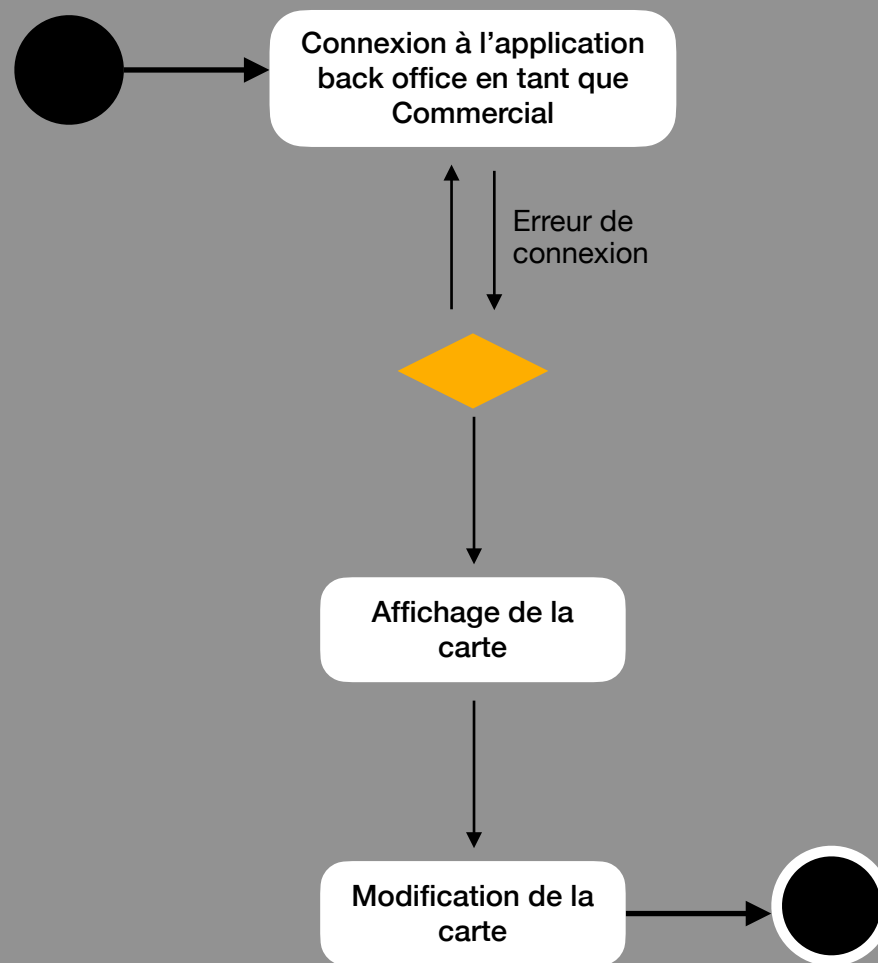 Connexion à l’application
back office en tant que
Commercial
Erreur de
connexion
Affichage de la
carte
Modification de la
carte